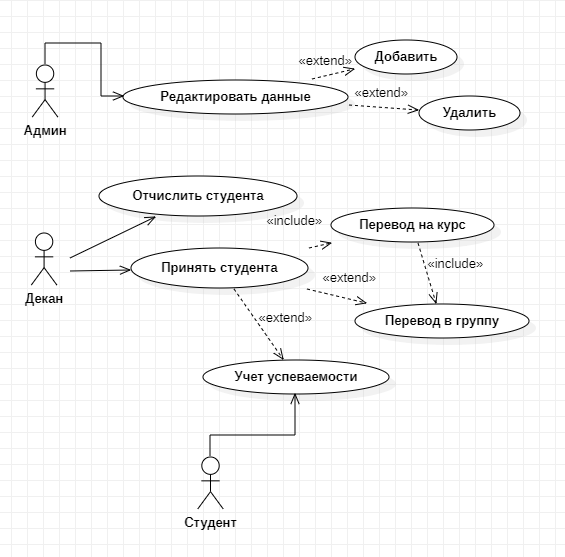 «extend»
Добавить
Редактировать данные
«extend»
Удалить
Админ
Отчислить студента
«include»
Перевод на курс
Принять студента
«include»
«extend»
Декан
«extend»
Перевод в группу
Учет успеваемости
Студент